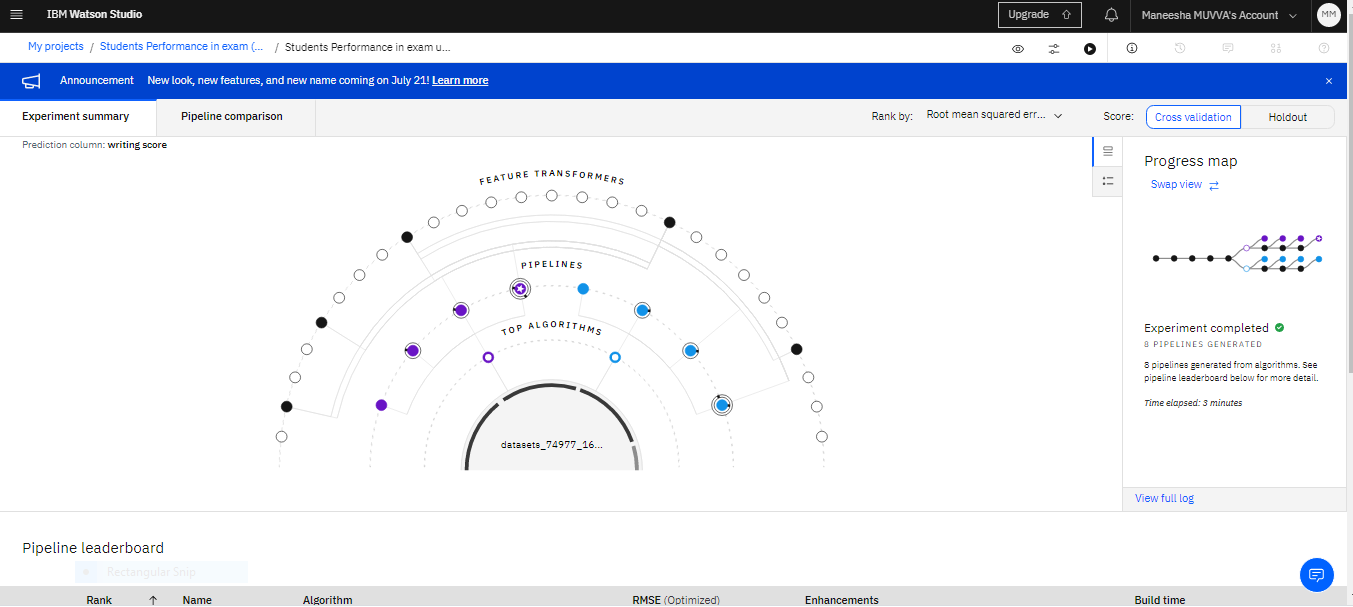 IBM Watson Studio
Upgrade
Maneesha MUVVA's Account
MM
My projects / Students Performance in exam (... / Students Performance in exam u...
Announcement New look, new features, and new name coming on July 21! Learn more
Experiment summary
Pipeline comparison
Rank by: Root mean squared err...
Score: Cross validation Holdout
Prediction column: writing score
FEATURE TRANSFORMERS
PIPELINES
TOP ALGORITHMS
datasets_74977_16...
Progress map
Swap view
Experiment completed
8 PIPELINES GENERATED
8 pipelines generated from algorithms. See
pipeline leaderboard below for more detail.
Time elapsed: 3 minutes
View full log
Pipeline leaderboard
Rectangular Snip
Rank Name Algorithm RMSE (Optimized) Enhancements Build time